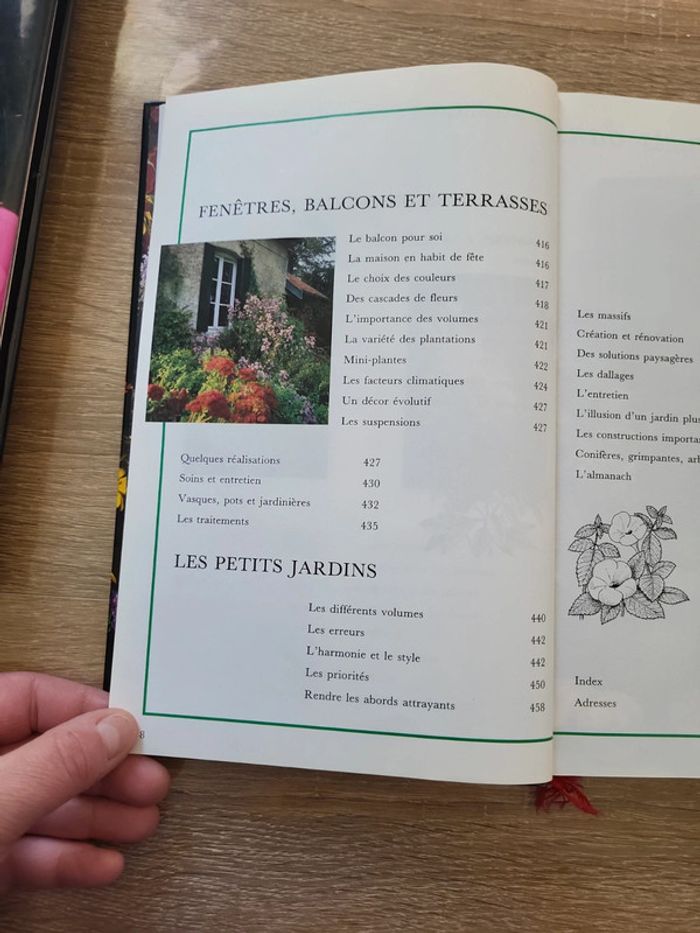 FENÊTRES, BALCONS ET TERRASSES
Le balcon pour soi 416
La maison en habit de fête 416
Le choix des couleurs 417
Des cascades de fleurs 418
L'importance des volumes 421
La variété des plantations 421
Mini-plantes 422
Les facteurs climatiques 424
Un décor évolutif 427
Les suspensions 427
Quelques réalisations 427
Soins et entretien 430
Vasques, pots et jardinières 432
Les traitements 435
LES PETITS JARDINS
Les différents volumes 440
Les erreurs 442
L'harmonie et le style 442
Les priorités 450
Rendre les abords attrayants 458
8
Les massifs
Création et rénovation
Des solutions paysagères
Les dallages
L'entretien
L'illusion d'un jardin plus
Les constructions
Conifères, grimpantes,
L'almanach
Index
Adresses